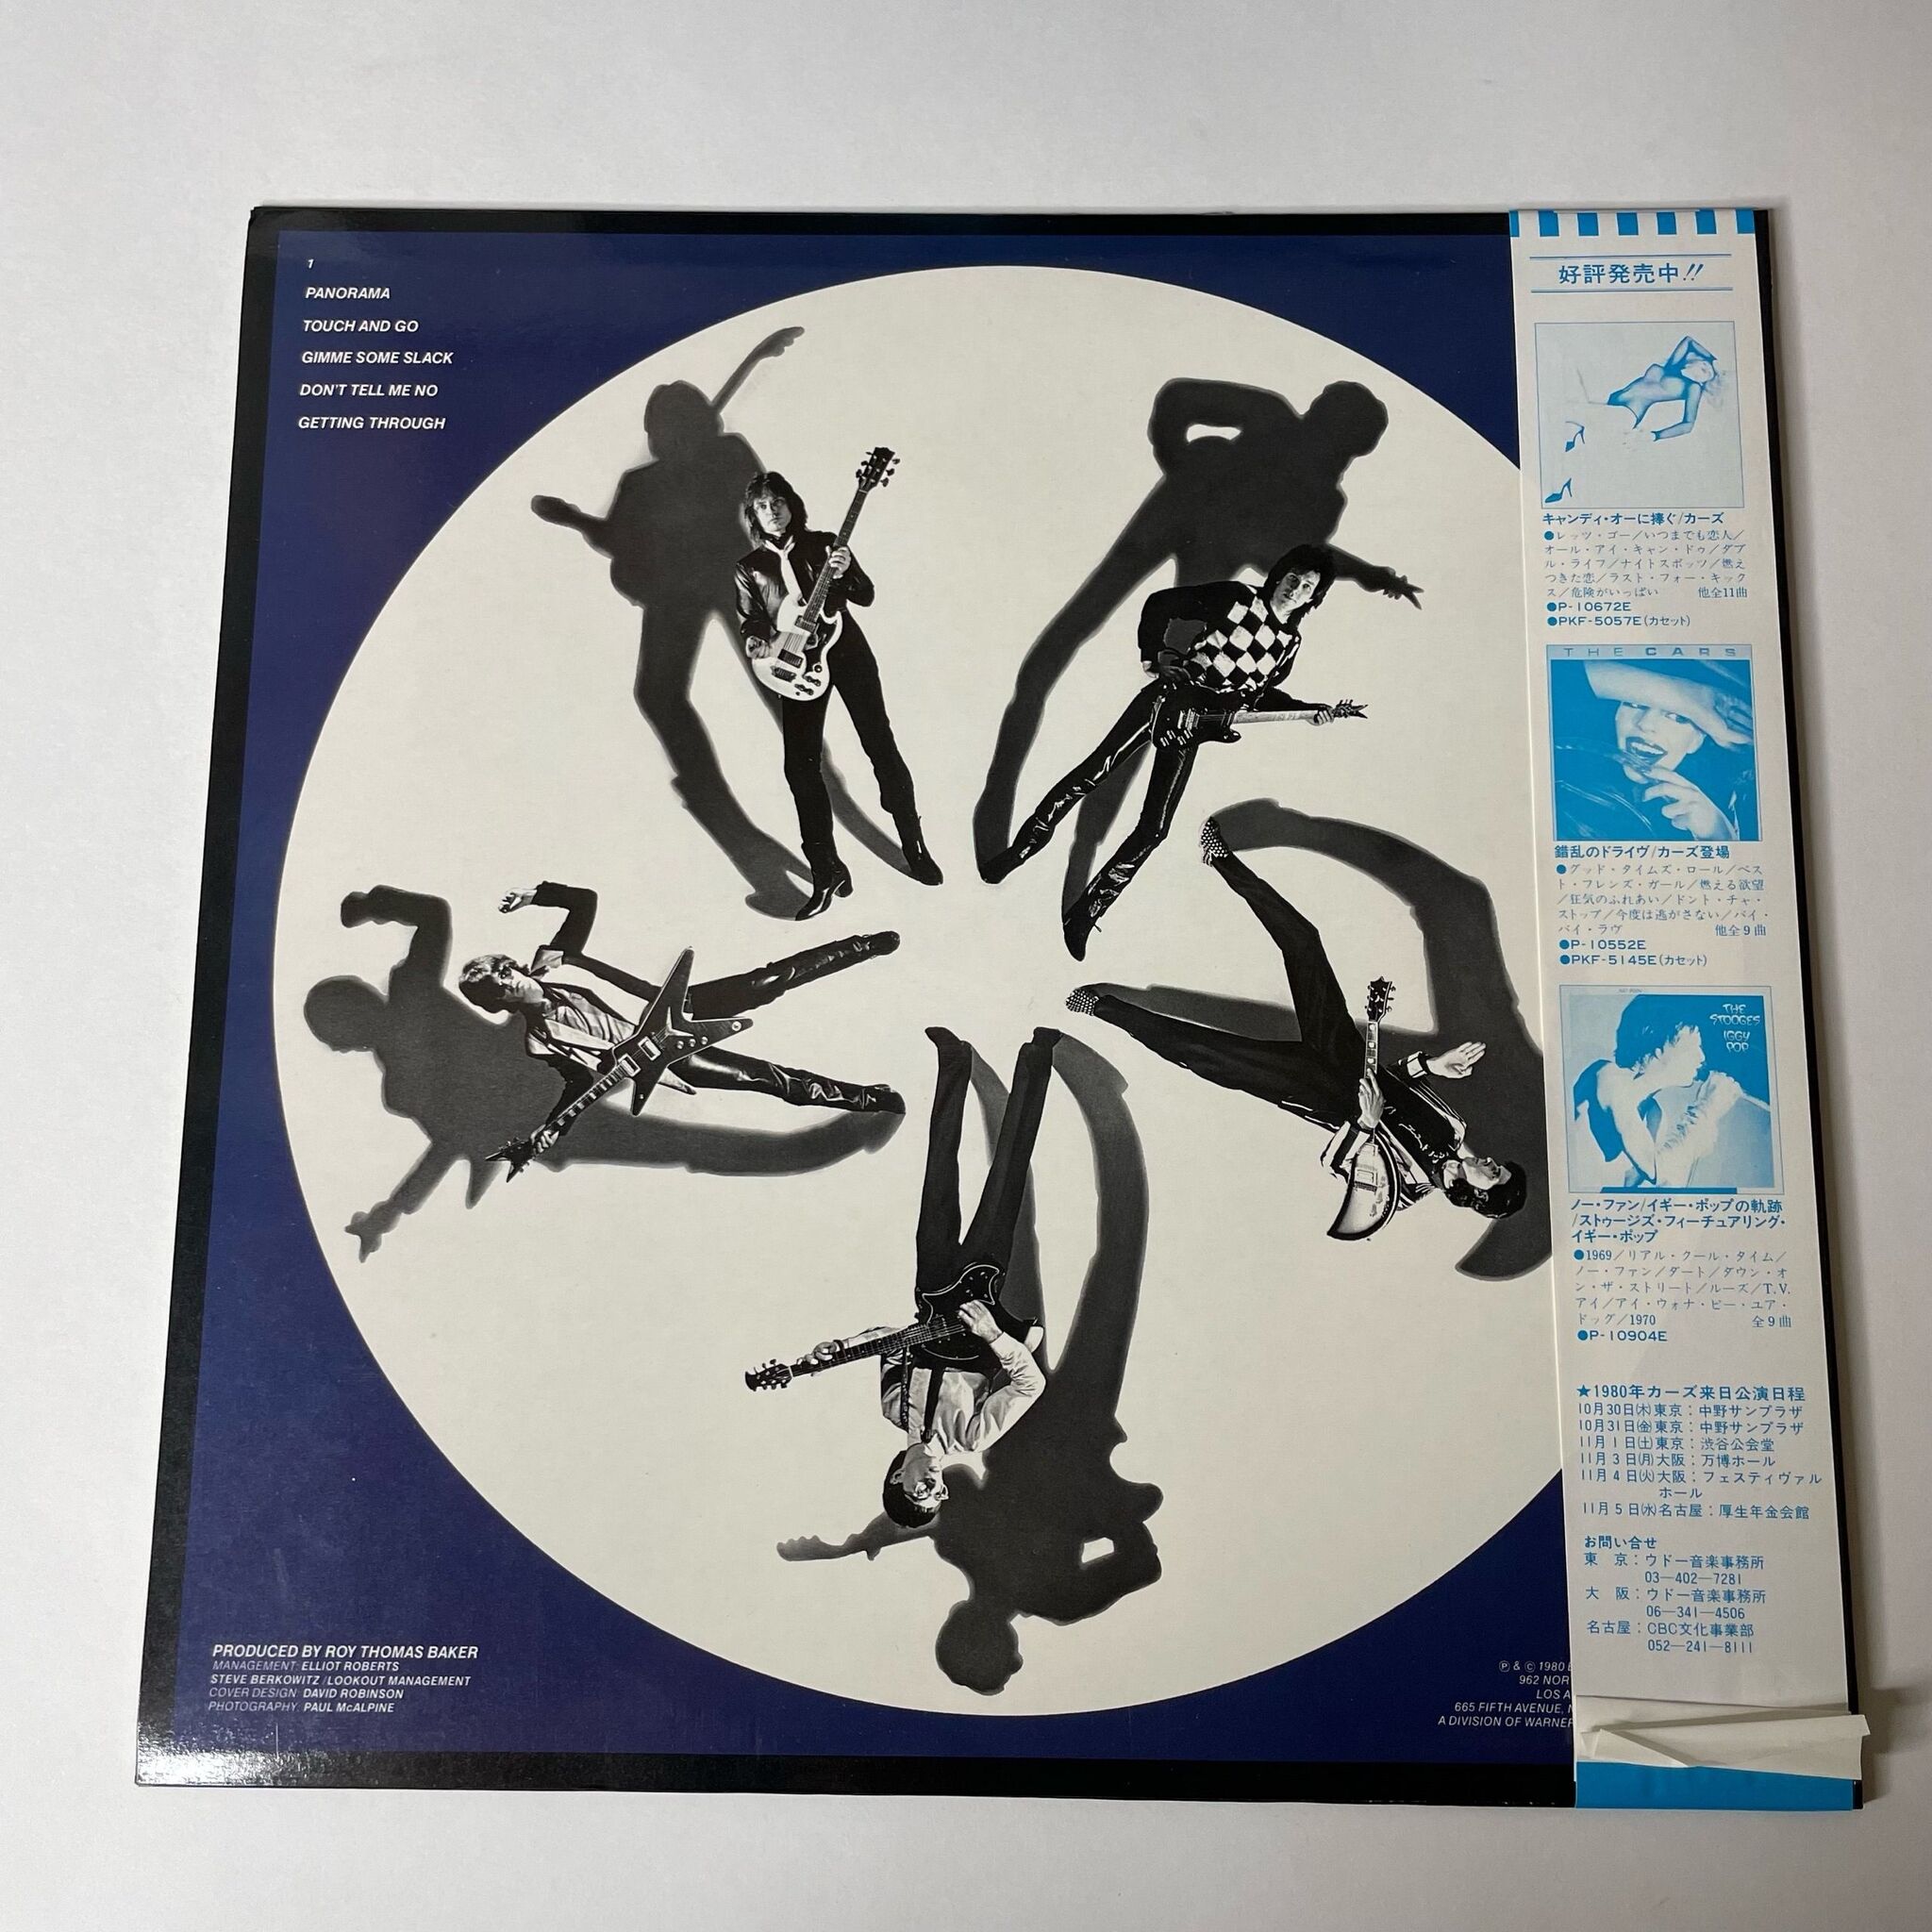 1
PANORAMA
TOUCH AND GO
GIMME SOME SLACK
DON'T TELL ME NO
GETTING THROUGH
PRODUCED BY ROY THOMAS BAKER
MANAGEMENT: ELLIOT ROBERTS
STEVE BERKOWITZ/LOOKOUT MANAGEMENT
COVER DESIGN: DAVID ROBINSON
PHOTOGRAPHY: PAUL McALPINE
Ⓟ & © 1980
962 NOR
LOS A
665 FIFTH AVENUE, N
A DIVISION OF WARNER
好評発売中!!
キャンディ・オーに捧ぐ/カーズ
●レッツ・ゴー/いつまでも恋人/
オール・アイ・キャン・ドゥ/ダブ
ル・ライフ/ナイトスポッツ/燃え
つきた恋/ラスト・フォー・キック
ス/危険がいっぱい 他全11曲
●P-10672E
●PKF-5057E(カセット)
THE CARS
錯乱のドライヴ/カーズ登場
●グッド・タイムズ・ロール/ベス
ト・フレンズ・ガール/燃える欲望
/狂気のふれあい/ドント・チャ・
ストップ/今度は逃がさない/バイ・
バイ・ラヴ 他全9曲
●P-10552E
●PKF-5145E(カセット)
THE
STOOGES
IGGY
POP
ノー・ファン/イギー・ポップの軌跡
/ストゥージズ・フィーチュアリング・
イギー・ポップ
●1969/リアル・クール・タイム/
ノー・ファン/ダート/ダウン・オ
ン・ザ・ストリート/ルーズ/T.V.
アイ/アイ・ウォナ・ビー・ユア・
ドッグ/1970 全9曲
●P-10904E
★1980年カーズ来日公演日程
10月30日㈭東京：中野サンプラザ
10月31日㈮東京：中野サンプラザ
11月1日㈯東京：渋谷公会堂
11月3日㈪大阪：万博ホール
11月4日㈫大阪：フェスティヴァル
ホール
11月5日㈬名古屋：厚生年金会館
お問い合せ
東 京：ウドー音楽事務所
03-402-7281
大 阪：ウドー音楽事務所
06-341-4506
名古屋：CBC文化事業部
052-241-8111